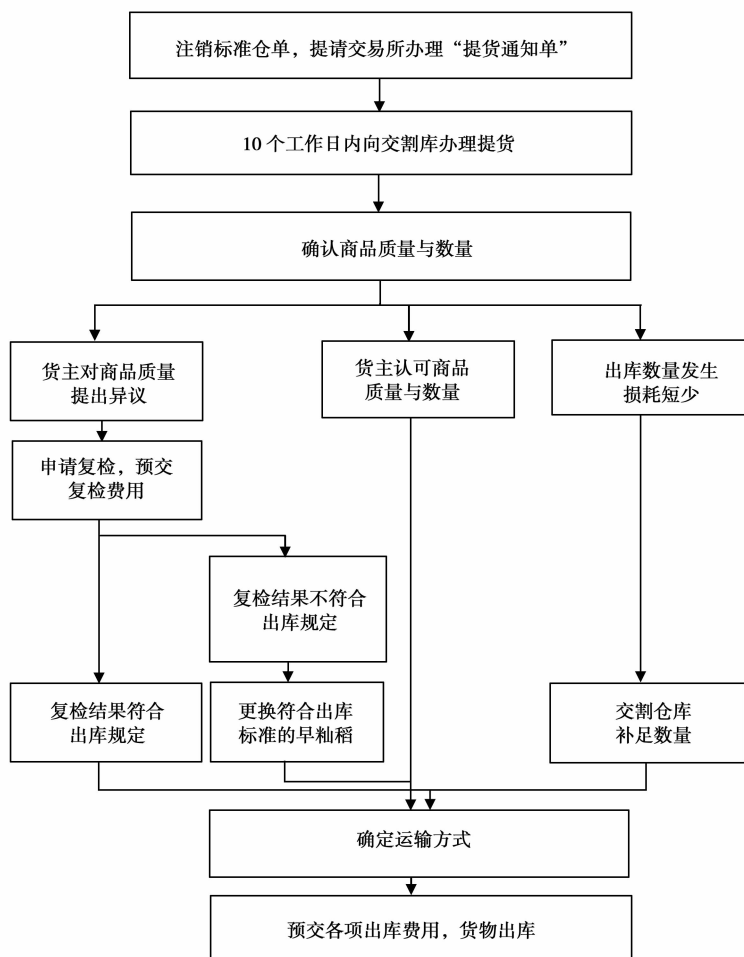 注销标准仓单，提请交易所办理“提货通知单”
10 个工作日内向交割库办理提货
确认商品质量与数量
货主对商品质量
提出异议
货主认可商品
质量与数量
出库数量发生
损耗短少
申请复检，预交
复检费用
复检结果不符合
出库规定
复检结果符合
出库规定
更换符合出库
标准的早籼稻
交割仓库
补足数量
确定运输方式
预交各项出库费用，货物出库